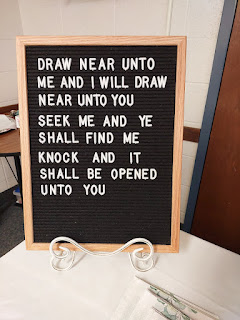 DRAW NEAR UNTO
ME AND I WILL DRAW
NEAR UNTO YOU
SEEK ME AND YE
SHALL FIND ME
KNOCK AND IT
SHALL BE OPENED
UNTO YOU